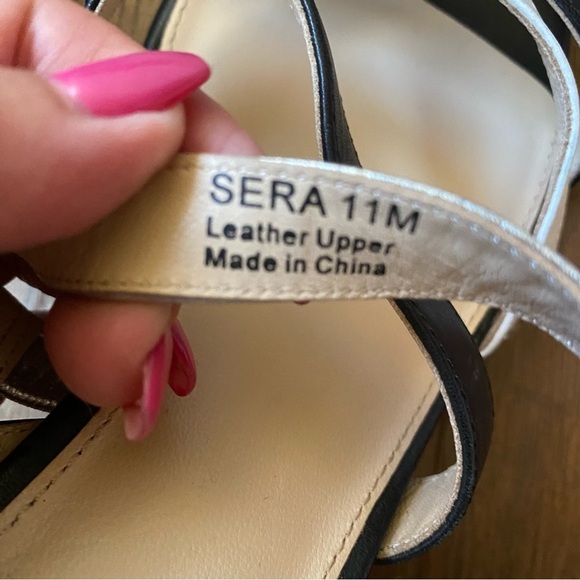 SERA 11M
Leather Upper
Made in China